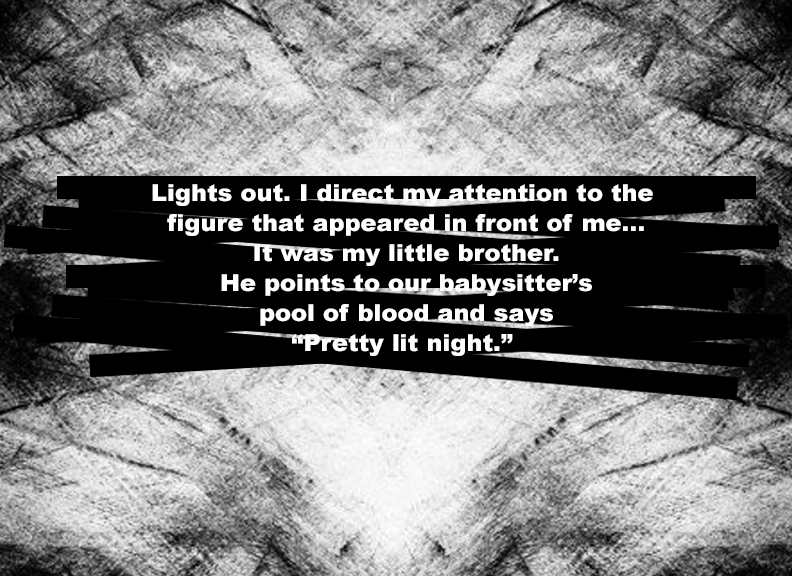 Lights out. I direct my attention to the
figure that appeared in front of me...
It was my little brother.
He points to our babysitter’s
pool of blood and says
“Pretty lit night.”